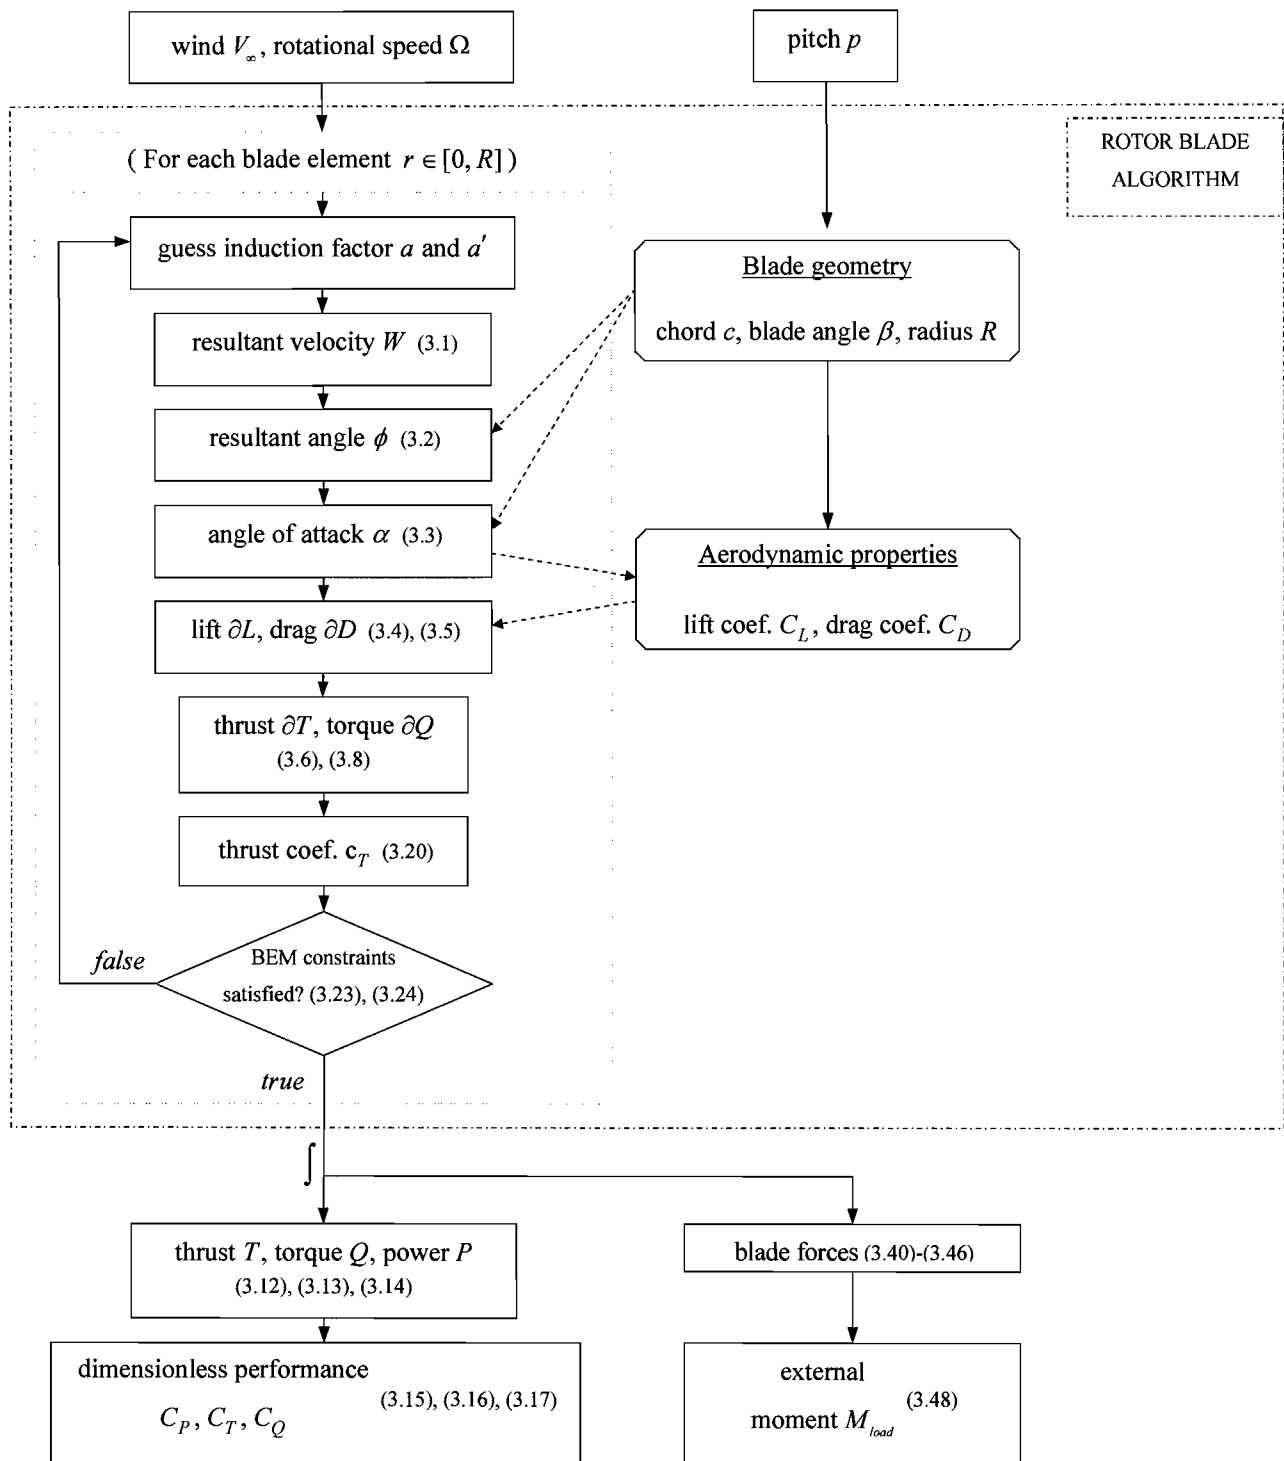 wind V∞, rotational speed Ω
pitch p
ROTOR BLADE
ALGORITHM
( For each blade element r ∈ [0, R] )
guess induction factor a and a′
resultant velocity W (3.1)
resultant angle ϕ (3.2)
angle of attack α (3.3)
lift ∂L, drag ∂D (3.4), (3.5)
thrust ∂T, torque ∂Q
(3.6), (3.8)
thrust coef. c_T (3.20)
false
BEM constraints
satisfied? (3.23), (3.24)
true
Blade geometry
chord c, blade angle β, radius R
Aerodynamic properties
lift coef. C_L, drag coef. C_D
∫
thrust T, torque Q, power P
(3.12), (3.13), (3.14)
dimensionless performance
C_P, C_T, C_Q
(3.15), (3.16), (3.17)
blade forces (3.40)-(3.46)
external
moment M_load
(3.48)